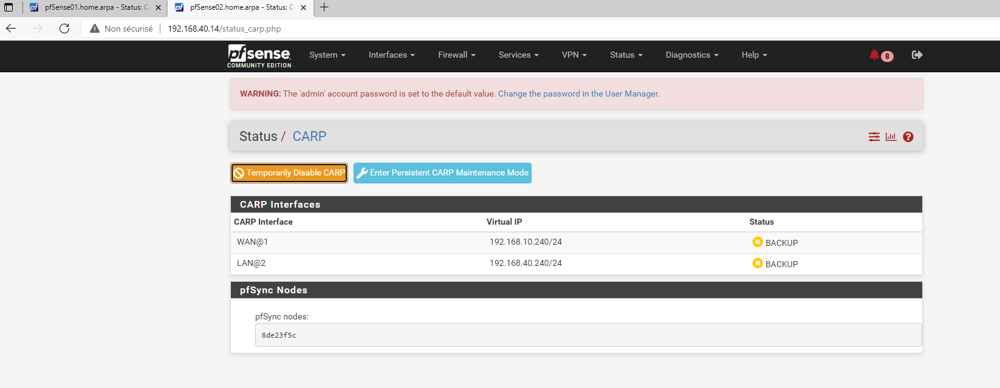 pfSense01.home.arpa - Status: C
pfSense02.home.arpa - Status: C
Non sécurisé
192.168.40.14/status_carp.php
pfsense
COMMUNITY EDITION
System
Interfaces
Firewall
Services
VPN
Status
Diagnostics
Help
8
WARNING: The 'admin' account password is set to the default value. Change the password in the User Manager.
Status / CARP
Temporarily Disable CARP
Enter Persistent CARP Maintenance Mode
CARP Interfaces
CARP Interface Virtual IP Status
WAN@1 192.168.10.240/24 BACKUP
LAN@2 192.168.40.240/24 BACKUP
pfSync Nodes
pfSync nodes:
8de23f5c